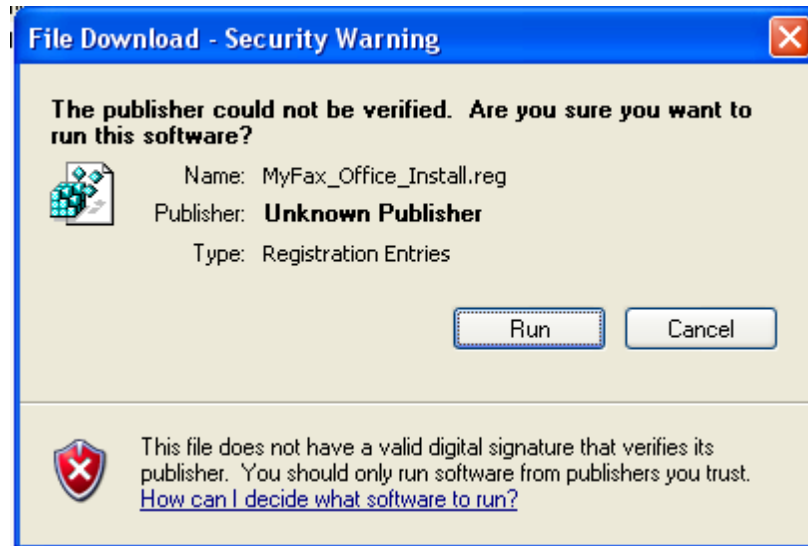 File Download - Security Warning
The publisher could not be verified. Are you sure you want to
run this software?
Name: MyFax_Office_Install.reg
Publisher: Unknown Publisher
Type: Registration Entries
Run Cancel
This file does not have a valid digital signature that verifies its
publisher. You should only run software from publishers you trust.
How can I decide what software to run?